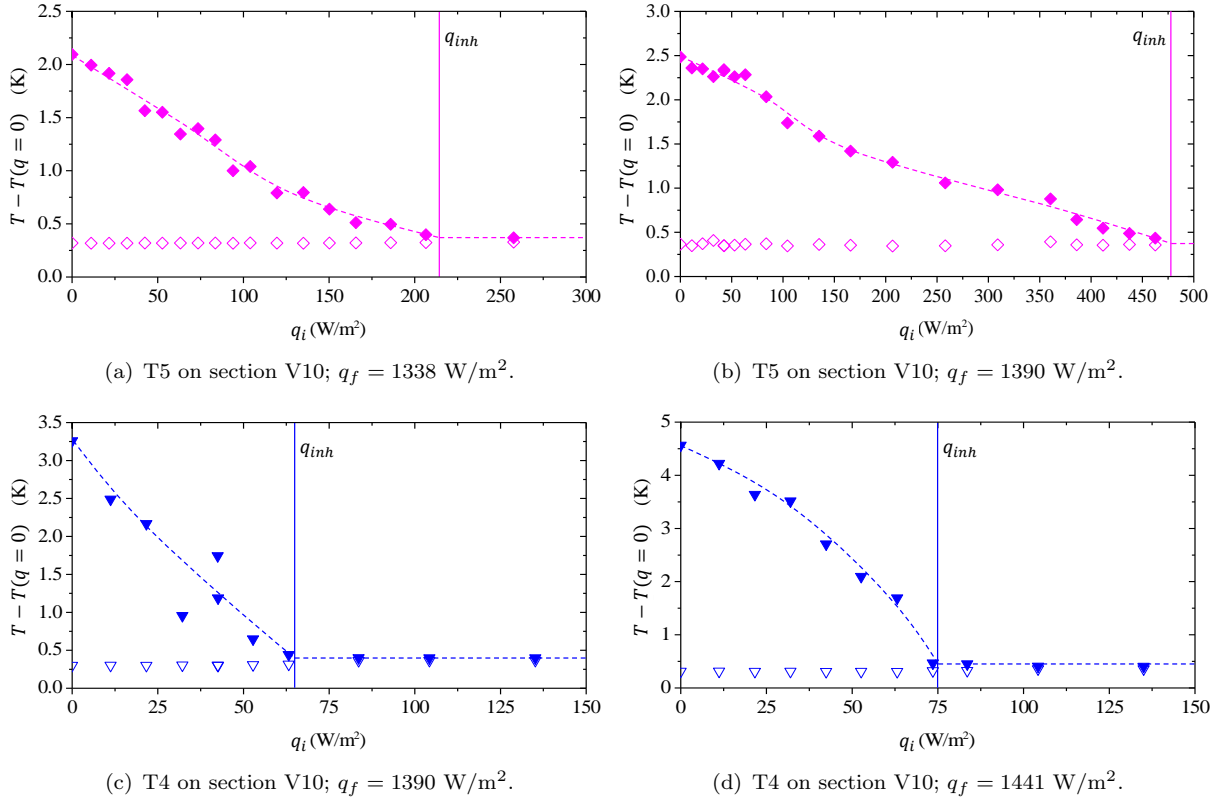 2.5
2.0
1.5
1.0
0.5
0.0
T − T(q = 0) (K)
q_inh
0 50 100 150 200 250 300
q_i (W/m²)
(a) T5 on section V10; q_f = 1338 W/m².
3.0
2.5
2.0
1.5
1.0
0.5
0.0
T − T(q = 0) (K)
q_inh
0 50 100 150 200 250 300 350 400 450 500
q_i (W/m²)
(b) T5 on section V10; q_f = 1390 W/m².
3.5
3.0
2.5
2.0
1.5
1.0
0.5
0.0
T − T(q = 0) (K)
q_inh
0 25 50 75 100 125 150
q_i (W/m²)
(c) T4 on section V10; q_f = 1390 W/m².
5
4
3
2
1
0
T − T(q = 0) (K)
q_inh
0 25 50 75 100 125 150
q_i (W/m²)
(d) T4 on section V10; q_f = 1441 W/m².